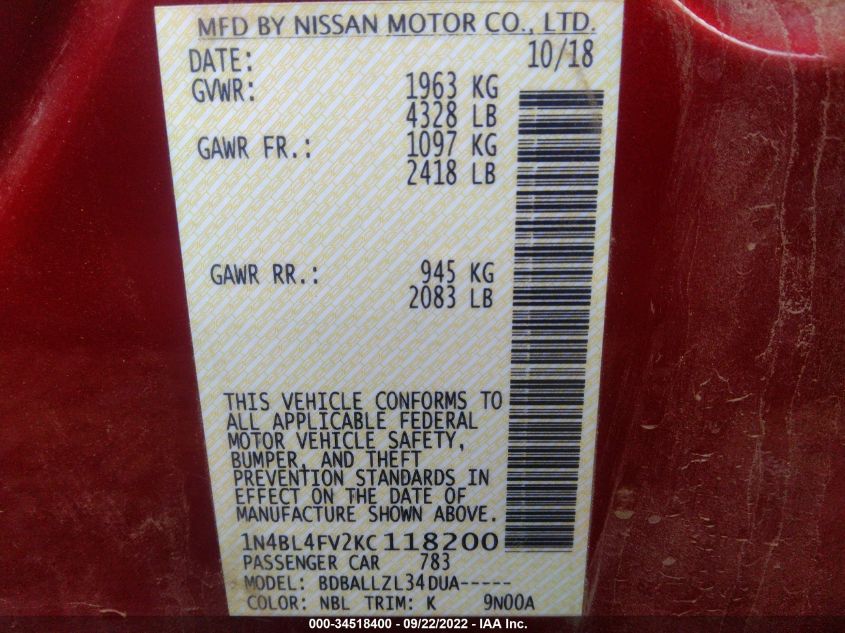 MFD BY NISSAN MOTOR CO., LTD.
DATE: 10/18
GVWR: 1963 KG
4328 LB
GAWR FR.: 1097 KG
2418 LB
GAWR RR.: 945 KG
2083 LB
THIS VEHICLE CONFORMS TO
ALL APPLICABLE FEDERAL
MOTOR VEHICLE SAFETY,
BUMPER, AND THEFT
PREVENTION STANDARDS IN
EFFECT ON THE DATE OF
MANUFACTURE SHOWN ABOVE.
1N4BL4FV2KC118200
PASSENGER CAR 783
MODEL: BDBALLZL34DUA-----
COLOR: NBL TRIM: K 9N00A
000-34518400 - 09/22/2022 - IAA Inc.